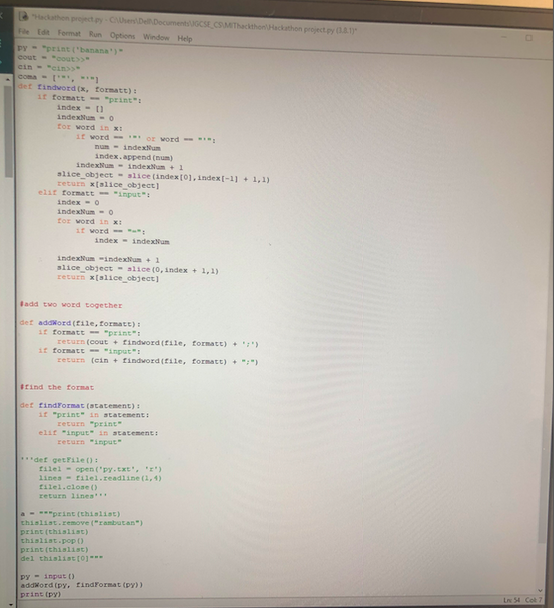 *Hackathon project.py - C:\Users\Dell\Documents\IGCSE_CS\MIThackthon\Hackathon project.py (3.8.1)*
File Edit Format Run Options Window Help
py = "print('banana')"
cout = "cout>>"
cin = "cin>>"
coma = ['"', "'"]
def findword(x, formatt):
    if formatt == "print":
        index = []
        indexNum = 0
        for word in x:
            if word == '"' or word == "'":
                num = indexNum
                index.append(num)
            indexNum = indexNum + 1
        slice_object = slice(index[0],index[-1] + 1,1)
        return x[slice_object]
    elif formatt == "input":
        index = 0
        indexNum = 0
        for word in x:
            if word == "=":
                index = indexNum
        indexNum =indexNum + 1
        slice_object = slice(0,index + 1,1)
        return x[slice_object]
#add two word together
def addWord(file,formatt):
    if formatt == "print":
        return(cout + findword(file, formatt) + ';')
    if formatt == "input":
        return (cin + findword(file, formatt) + ";")
#find the format
def findFormat(statement):
    if "print" in statement:
        return "print"
    elif "input" in statement:
        return "input"
'''def getFile():
    file1 = open('py.txt', 'r')
    lines = file1.readline(1,4)
    file1.close()
    return lines'''
a = """print(thislist)
thislist.remove("rambutan")
print(thislist)
thislist.pop()
print(thislist)
del thislist[0]"""
py = input()
addWord(py, findFormat(py))
print(py)
Ln: 54 Col: 7